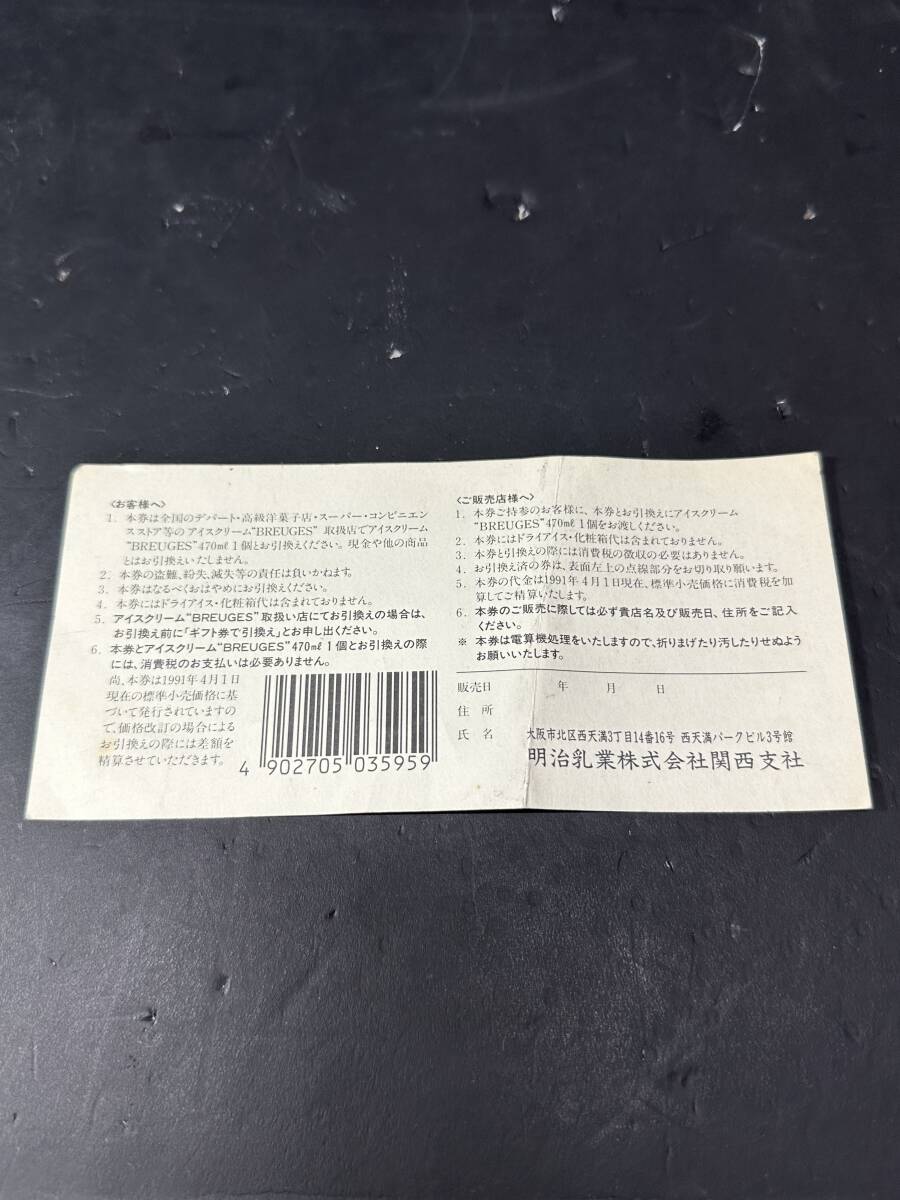 〈お客様へ〉
1. 本券は全国のデパート・高級洋菓子店・スーパー・コンビニエン
スストア等の アイスクリーム“BREUGES” 取扱店でアイスクリーム
“BREUGES”470mℓ 1個とお引換えください。現金や他の商品
とはお引換えいたしません。
2. 本券の盗難、紛失、滅失等の責任は負いかねます。
3. 本券はなるべくおはやめにお引換えください。
4. 本券にはドライアイス・化粧箱代は含まれておりません。
5. アイスクリーム“BREUGES”取扱い店にてお引換えの場合は、
お引換え前に「ギフト券で引換え」とお申し出ください。
6. 本券とアイスクリーム“BREUGES”470mℓ 1個とお引換えの際
には、消費税のお支払いは必要ありません。
尚、本券は1991年4月1日
現在の標準小売価格に基
づいて発行されていますの
で、価格改訂の場合による
お引換えの際には差額を
精算させていただきます。
4 902705 035959
〈ご販売店様へ〉
1. 本券ご持参のお客様に、本券とお引換えにアイスクリーム
“BREUGES”470mℓ 1個をお渡しください。
2. 本券にはドライアイス・化粧箱代は含まれておりません。
3. 本券と引換えの際には消費税の徴収の必要はありません。
4. お引換え済の券は、表面左上の点線部分をお切り取り願います。
5. 本券の代金は1991年4月1日現在、標準小売価格に消費税を加
算してご精算いたします。
6. 本券のご販売に際しては必ず貴店名及び販売日、住所をご記入
ください。
※ 本券は電算機処理をいたしますので、折りまげたり汚したりせぬよう
お願いいたします。
販売日 年 月 日
住 所
氏 名 大阪市北区西天満3丁目14番16号 西天満パークビル3号館
明治乳業株式会社関西支社